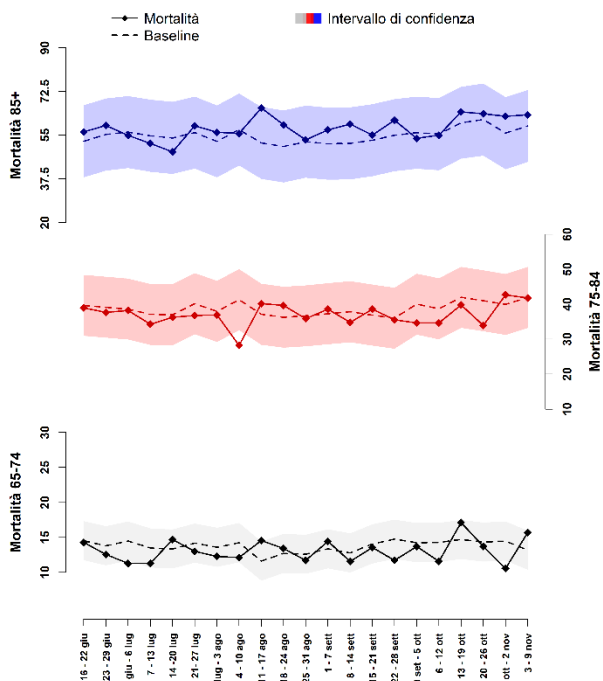 Mortalità
Baseline
Intervallo di confidenza
Mortalità 85+
90
72.5
55
37.5
20
Mortalità 75-84
60
50
40
30
20
10
Mortalità 65-74
30
25
20
15
10
16 - 22 giu
23 - 29 giu
giu - 6 lug
7 - 13 lug
14 -20 lug
21- 27 lug
lug - 3 ago
4 - 10 ago
11 - 17 ago
18 - 24 ago
25 - 31 ago
1 - 7 sett
8 - 14 sett
15 - 21 sett
22 - 28 sett
set - 5 ott
6 - 12 ott
13 - 19 ott
20 - 26 ott
ott - 2 nov
3 - 9 nov